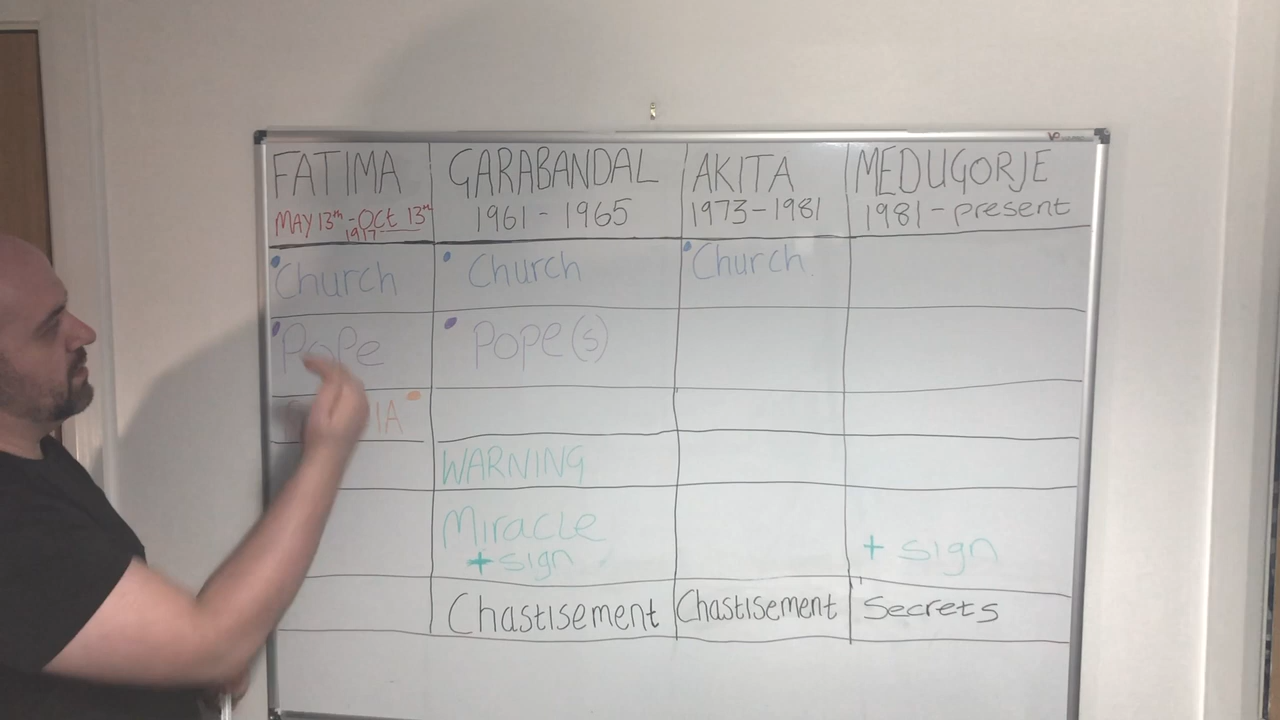 FATIMA
MAY 13th - OCT 13th
1917
GARABANDAL
1961 - 1965
AKITA
1973 - 1981
MEDUGORJE
1981 - present
Church
Church
Church
Pope
Pope(s)
WARNING
Miracle
+ sign
+ sign
Chastisement
Chastisement
Secrets